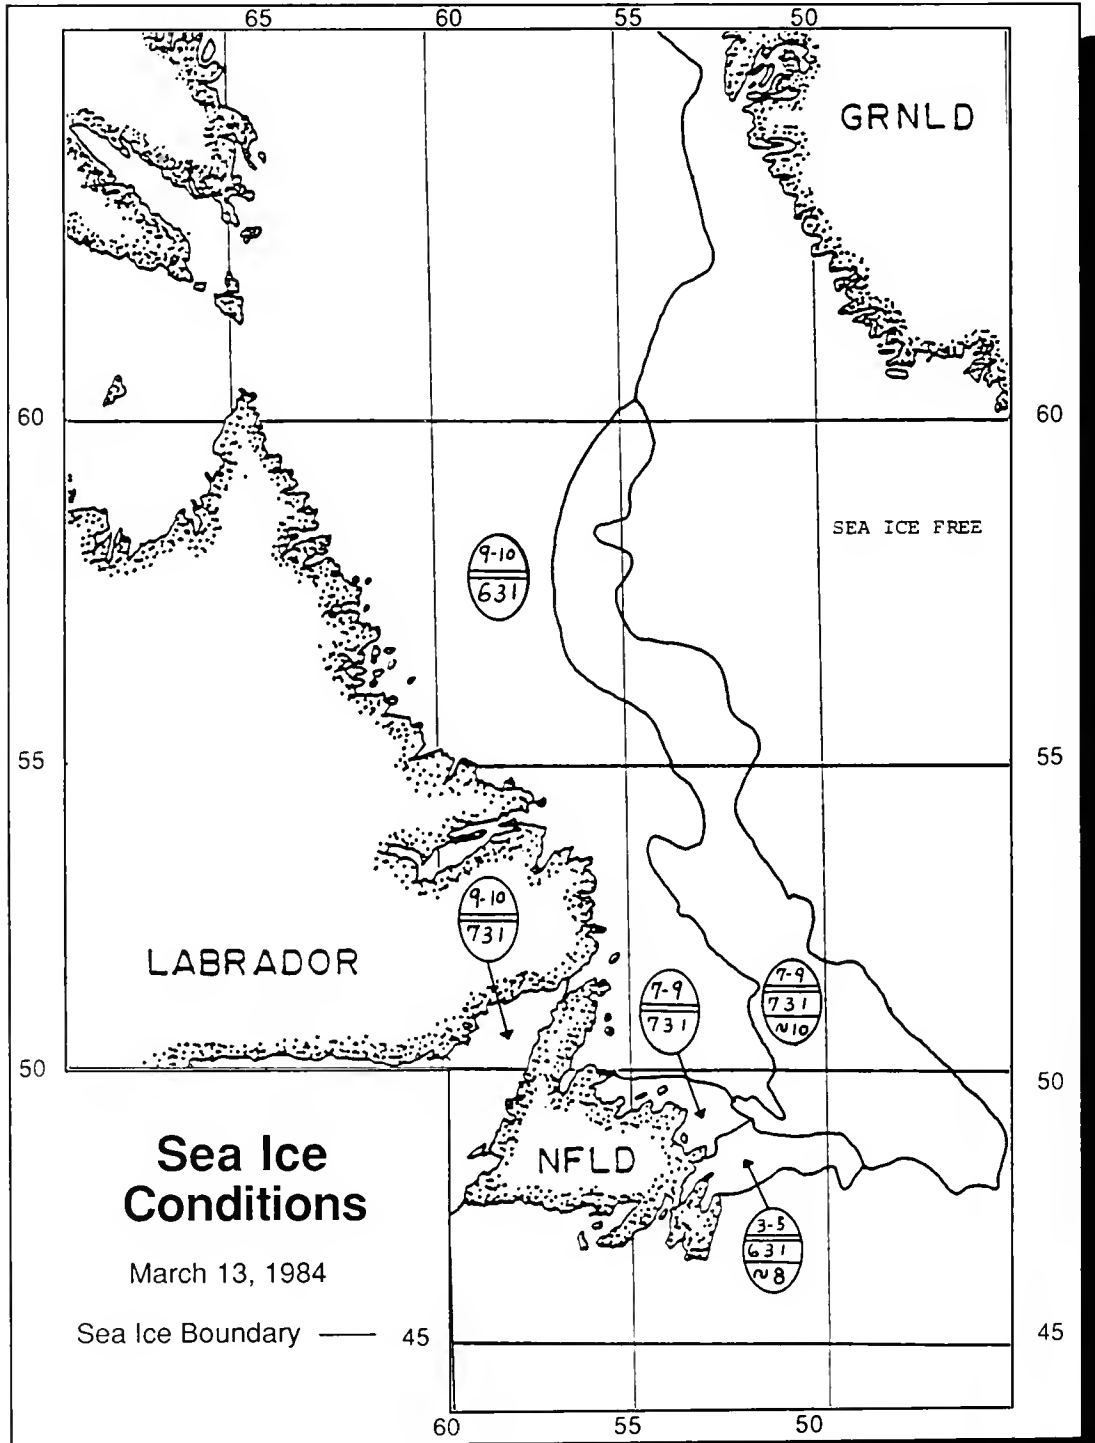 65 60 55 50
GRNLD
60 60
SEA ICE FREE
9-10
631
55 55
9-10
731
LABRADOR
7-9
731
7-9
731
~10
50 50
NFLD
Sea Ice
Conditions
3-5
631
~8
March 13, 1984
Sea Ice Boundary
45 45
60 55 50